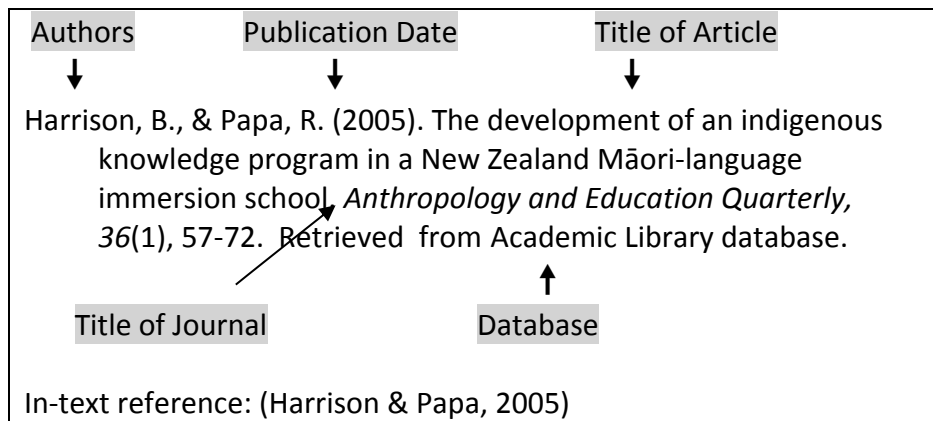 Authors Publication Date Title of Article
Harrison, B., & Papa, R. (2005). The development of an indigenous
knowledge program in a New Zealand Māori-language
immersion school. Anthropology and Education Quarterly,
36(1), 57-72. Retrieved from Academic Library database.
Title of Journal Database
In-text reference: (Harrison & Papa, 2005)